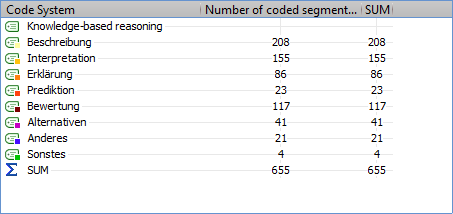 Code System Number of coded segment... SUM
Knowledge-based reasoning
Beschreibung 208 208
Interpretation 155 155
Erklärung 86 86
Prediktion 23 23
Bewertung 117 117
Alternativen 41 41
Anderes 21 21
Sonstes 4 4
Σ SUM 655 655